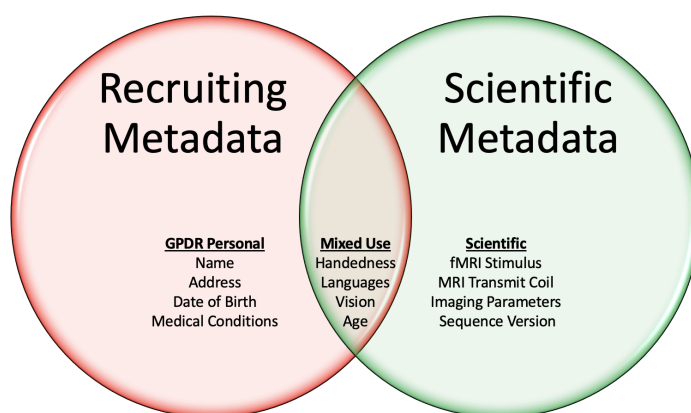 Recruiting
Metadata
Scientific
Metadata
GPDR Personal
Name
Address
Date of Birth
Medical Conditions
Mixed Use
Handedness
Languages
Vision
Age
Scientific
fMRI Stimulus
MRI Transmit Coil
Imaging Parameters
Sequence Version